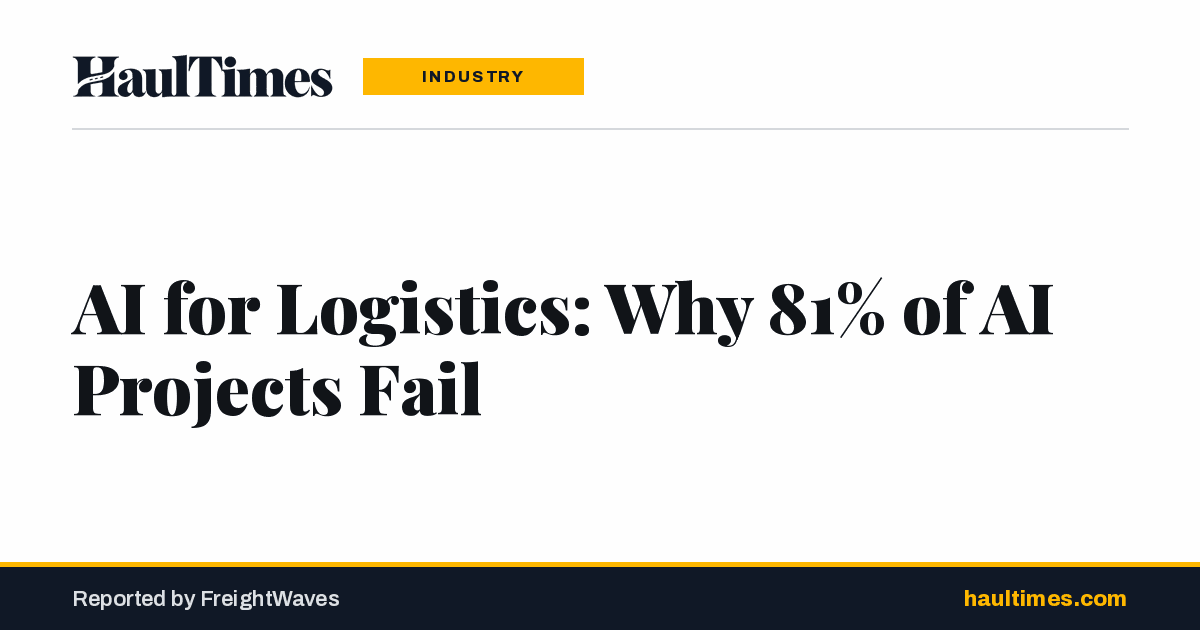 HaulTimes
INDUSTRY
AI for Logistics: Why 81% of AI
Projects Fail
Reported by FreightWaves
haultimes.com